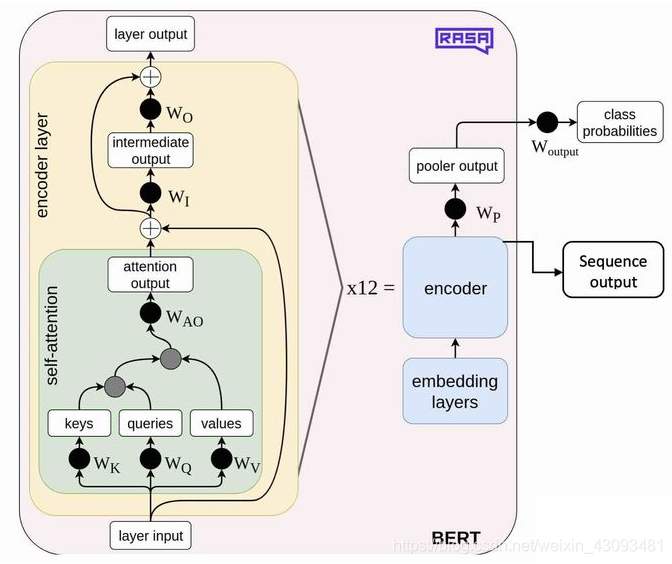 layer output
RASA
W_O
intermediate
output
W_I
encoder layer
attention
output
W_AO
self-attention
keys
queries
values
W_K
W_Q
W_V
layer input
x12 =
class
probabilities
W_output
pooler output
W_P
encoder
Sequence
output
embedding
layers
BERT
https://blog.csdn.net/weixin_43093481